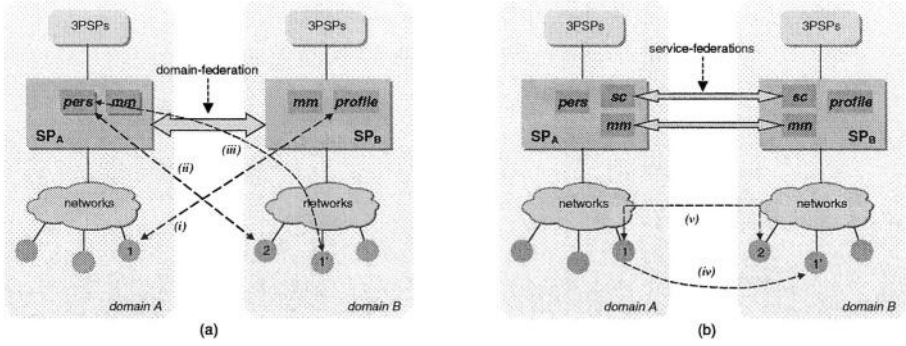 3PSPs
3PSPs
domain-federation
pers
mm
mm
profile
SPA
SPB
(iii)
(ii)
(i)
networks
networks
1
2
1'
domain A
domain B
(a)
3PSPs
3PSPs
service-federations
pers
sc
sc
profile
SPA
mm
mm
SPB
networks
networks
(v)
1
2
1'
(iv)
domain A
domain B
(b)